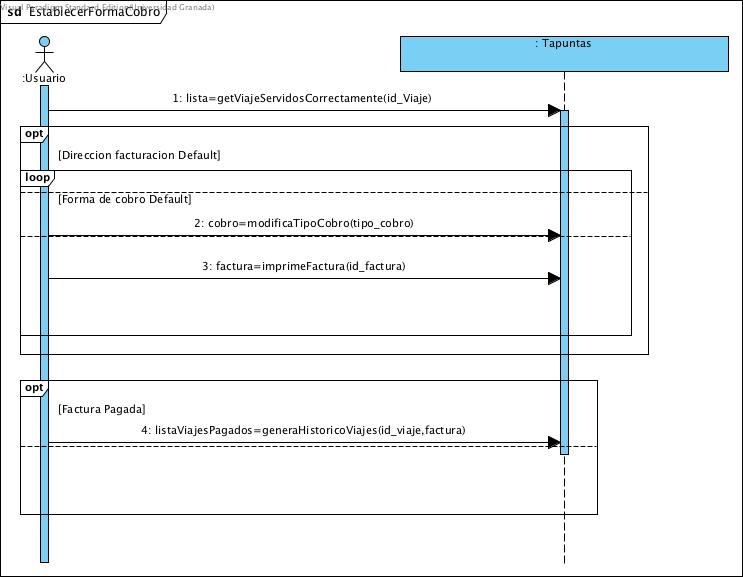 Visual Paradigm Standard Edition(Universidad Granada)
sd EstablecerFormaCobro
:Usuario
: Tapuntas
1: lista=getViajeServidosCorrectamente(id_Viaje)
opt
[Direccion facturacion Default]
loop
[Forma de cobro Default]
2: cobro=modificaTipoCobro(tipo_cobro)
3: factura=imprimeFactura(id_factura)
opt
[Factura Pagada]
4: listaViajesPagados=generaHistoricoViajes(id_viaje,factura)